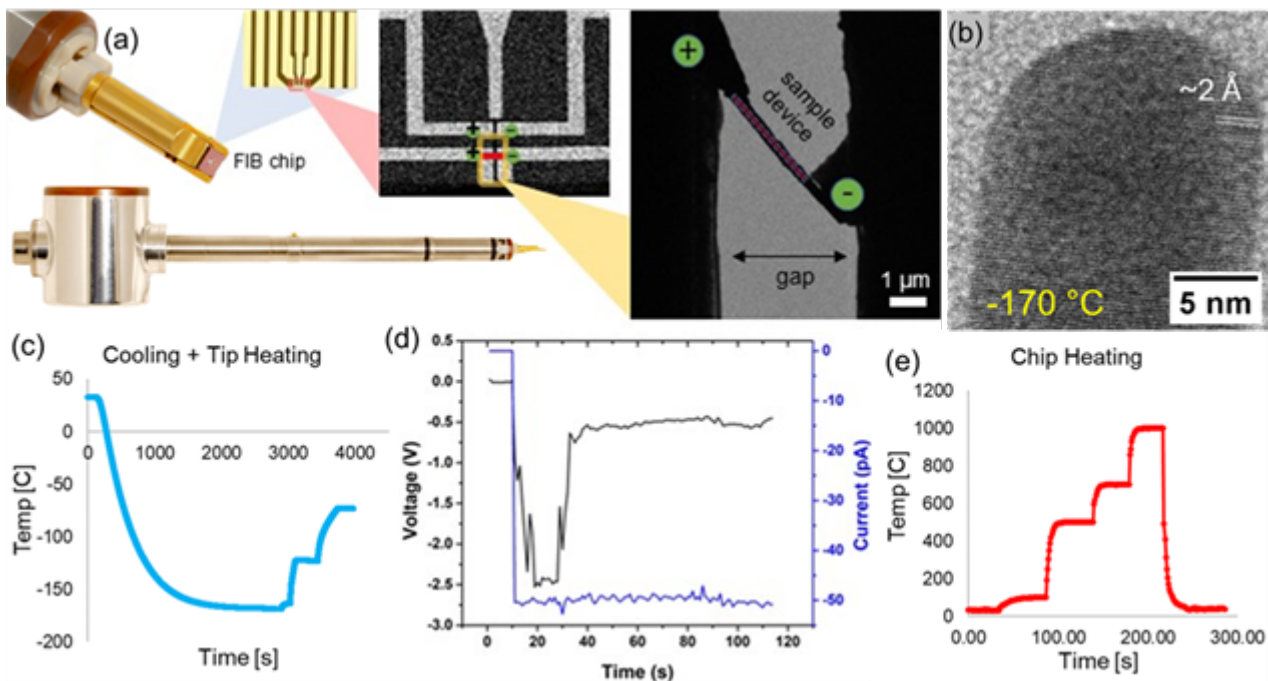 (a)
FIB chip
+
-
+
-
+
sample
device
-
gap
1 µm
(b)
~2 Å
-170 °C
5 nm
(c)
Cooling + Tip Heating
50
0
-50
-100
-150
-200
0
1000
2000
3000
4000
Temp [C]
Time [s]
(d)
0.5
0.0
-0.5
-1.0
-1.5
-2.0
-2.5
-3.0
Voltage (V)
0
20
40
60
80
100
120
Time (s)
0
-10
-20
-30
-40
-50
Current (pA)
(e)
Chip Heating
1200
1000
800
600
400
200
0
Temp [C]
0.00
100.00
200.00
300.00
Time [s]